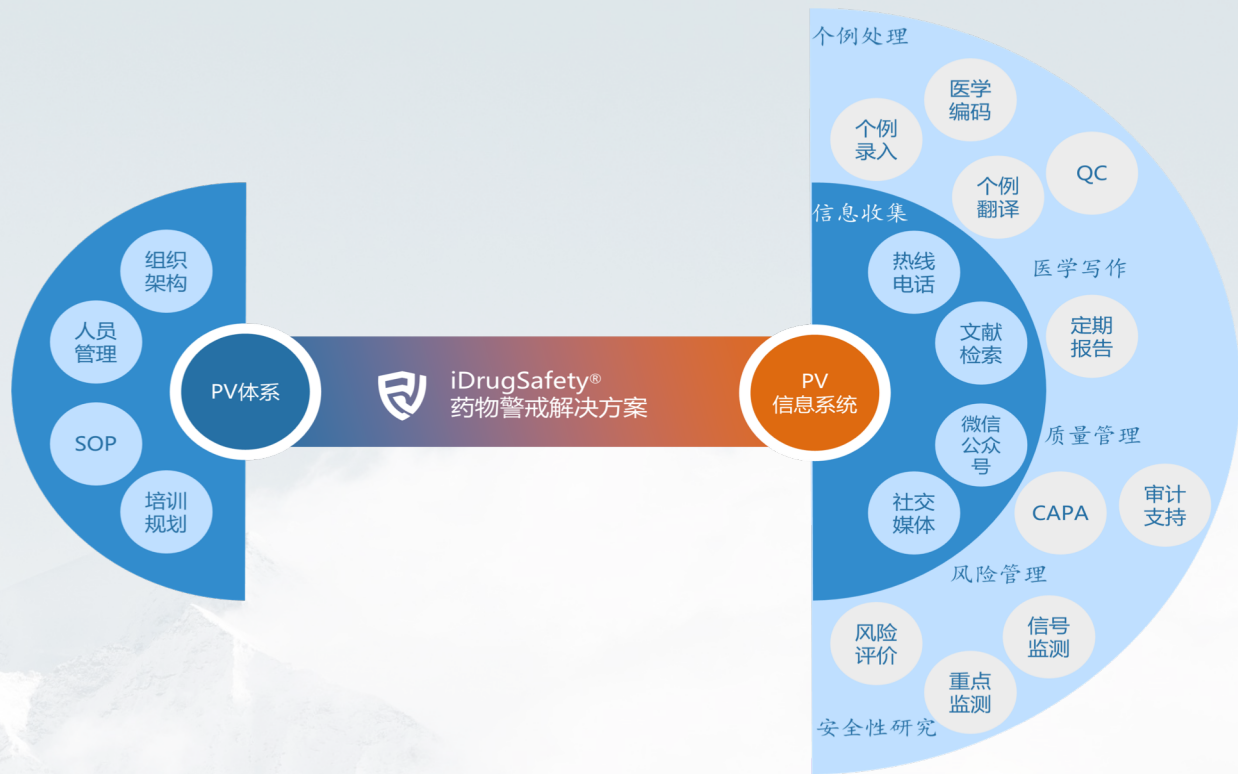 组织
架构
人员
管理
SOP
培训
规划
PV体系
iDrugSafety®
药物警戒解决方案
PV
信息系统
信息收集
热线
电话
文献
检索
微信
公众
号
社交
媒体
个例处理
个例
录入
医学
编码
个例
翻译
QC
医学写作
定期
报告
质量管理
CAPA
审计
支持
风险管理
风险
评价
信号
监测
重点
监测
安全性研究